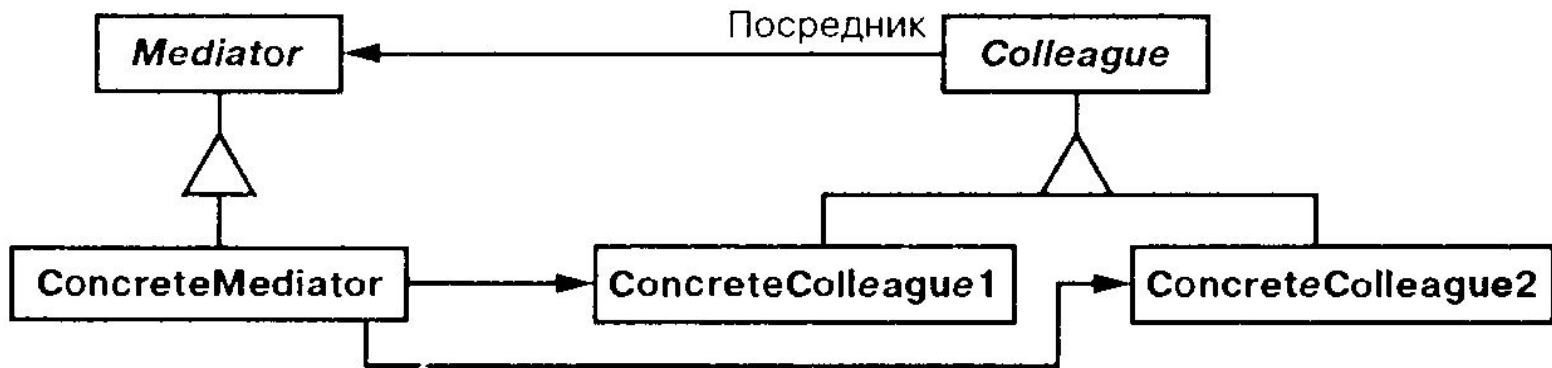 Посредник
Mediator
Colleague
ConcreteMediator
ConcreteColleague1
ConcreteColleague2